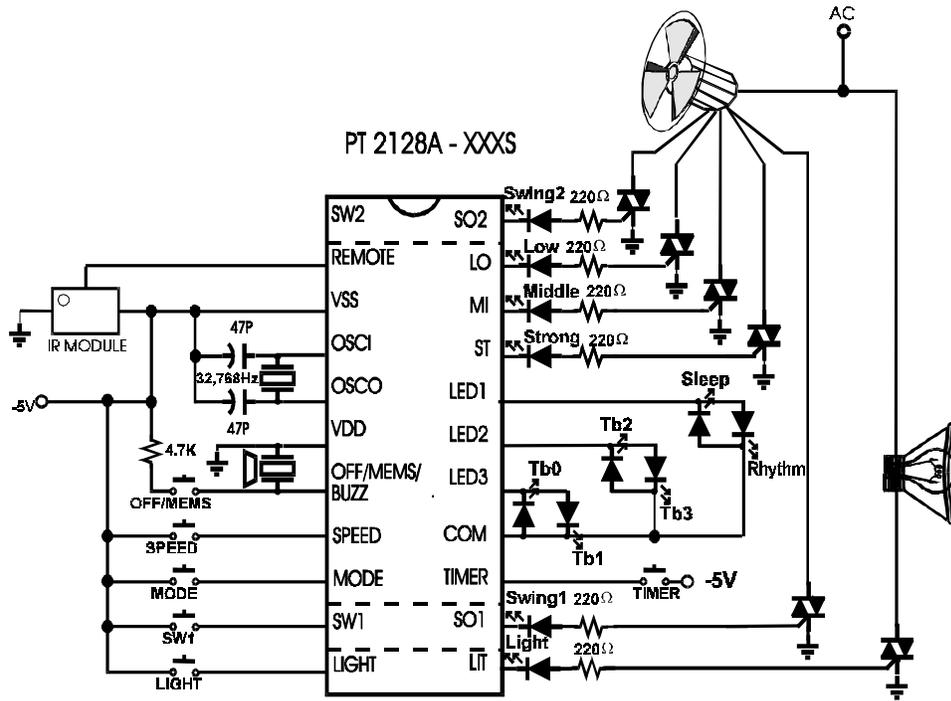 AC
PT 2128A - XXXS
SW2
SO2
Swing2
220Ω
REMOTE
LO
Low
220Ω
VSS
MI
Middle
220Ω
IR MODULE
47P
OSCI
ST
Strong
220Ω
32,768Hz
OSCO
LED1
Sleep
-5V
47P
VDD
LED2
Tb2
4.7K
OFF/MEMS/
BUZZ
LED3
Tb0
Rhythm
OFF/MEMS
Tb3
SPEED
SPEED
COM
Tb1
MODE
MODE
TIMER
TIMER
-5V
SW1
SW1
SO1
Swing1
220Ω
LIGHT
LIGHT
LIT
Light
220Ω